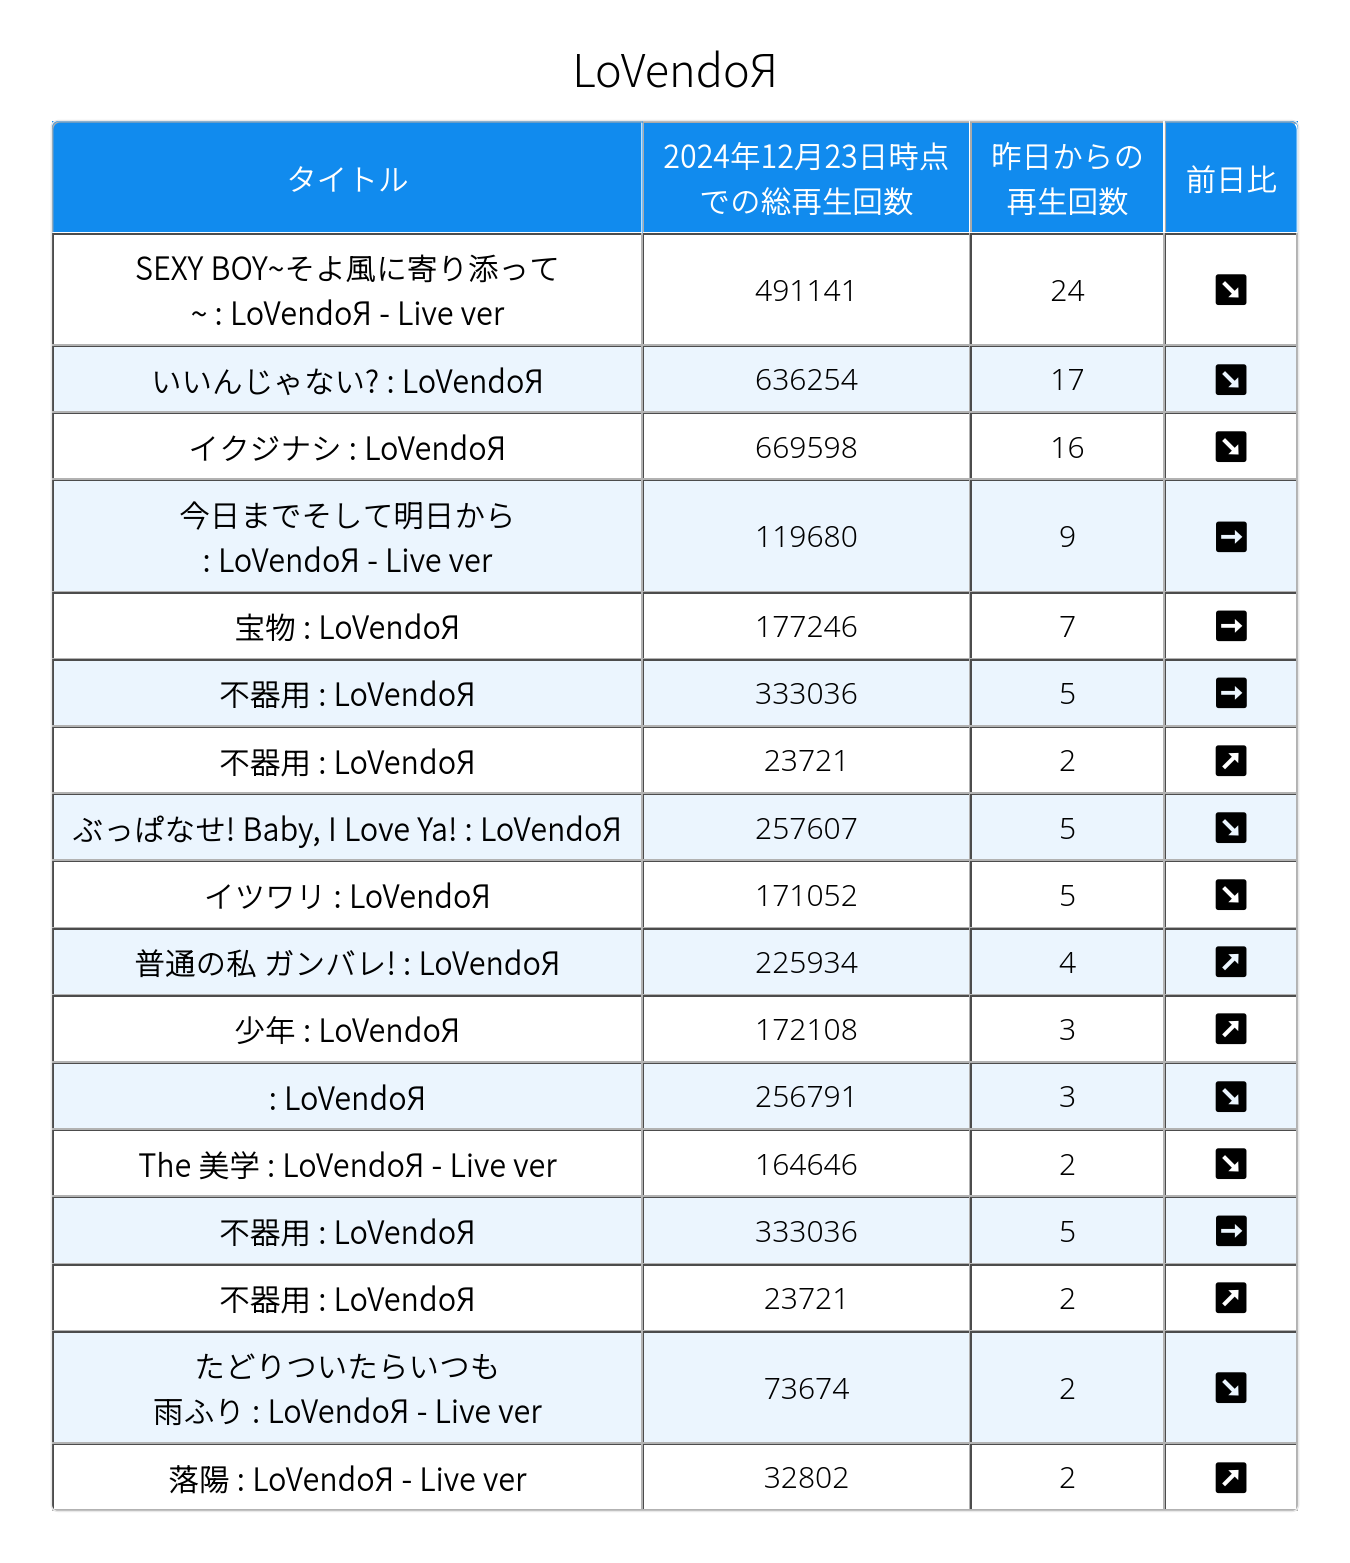 LoVendoЯ
タイトル
2024年12月23日時点
での総再生回数
昨日からの
再生回数
前日比
SEXY BOY~そよ風に寄り添って
~ : LoVendoЯ - Live ver
491141
24
いいんじゃない? : LoVendoЯ
636254
17
イクジナシ : LoVendoЯ
669598
16
今日までそして明日から
: LoVendoЯ - Live ver
119680
9
宝物 : LoVendoЯ
177246
7
不器用 : LoVendoЯ
333036
5
不器用 : LoVendoЯ
23721
2
ぶっぱなせ! Baby, I Love Ya! : LoVendoЯ
257607
5
イツワリ : LoVendoЯ
171052
5
普通の私 ガンバレ! : LoVendoЯ
225934
4
少年 : LoVendoЯ
172108
3
: LoVendoЯ
256791
3
The 美学 : LoVendoЯ - Live ver
164646
2
不器用 : LoVendoЯ
333036
5
不器用 : LoVendoЯ
23721
2
たどりついたらいつも
雨ふり : LoVendoЯ - Live ver
73674
2
落陽 : LoVendoЯ - Live ver
32802
2